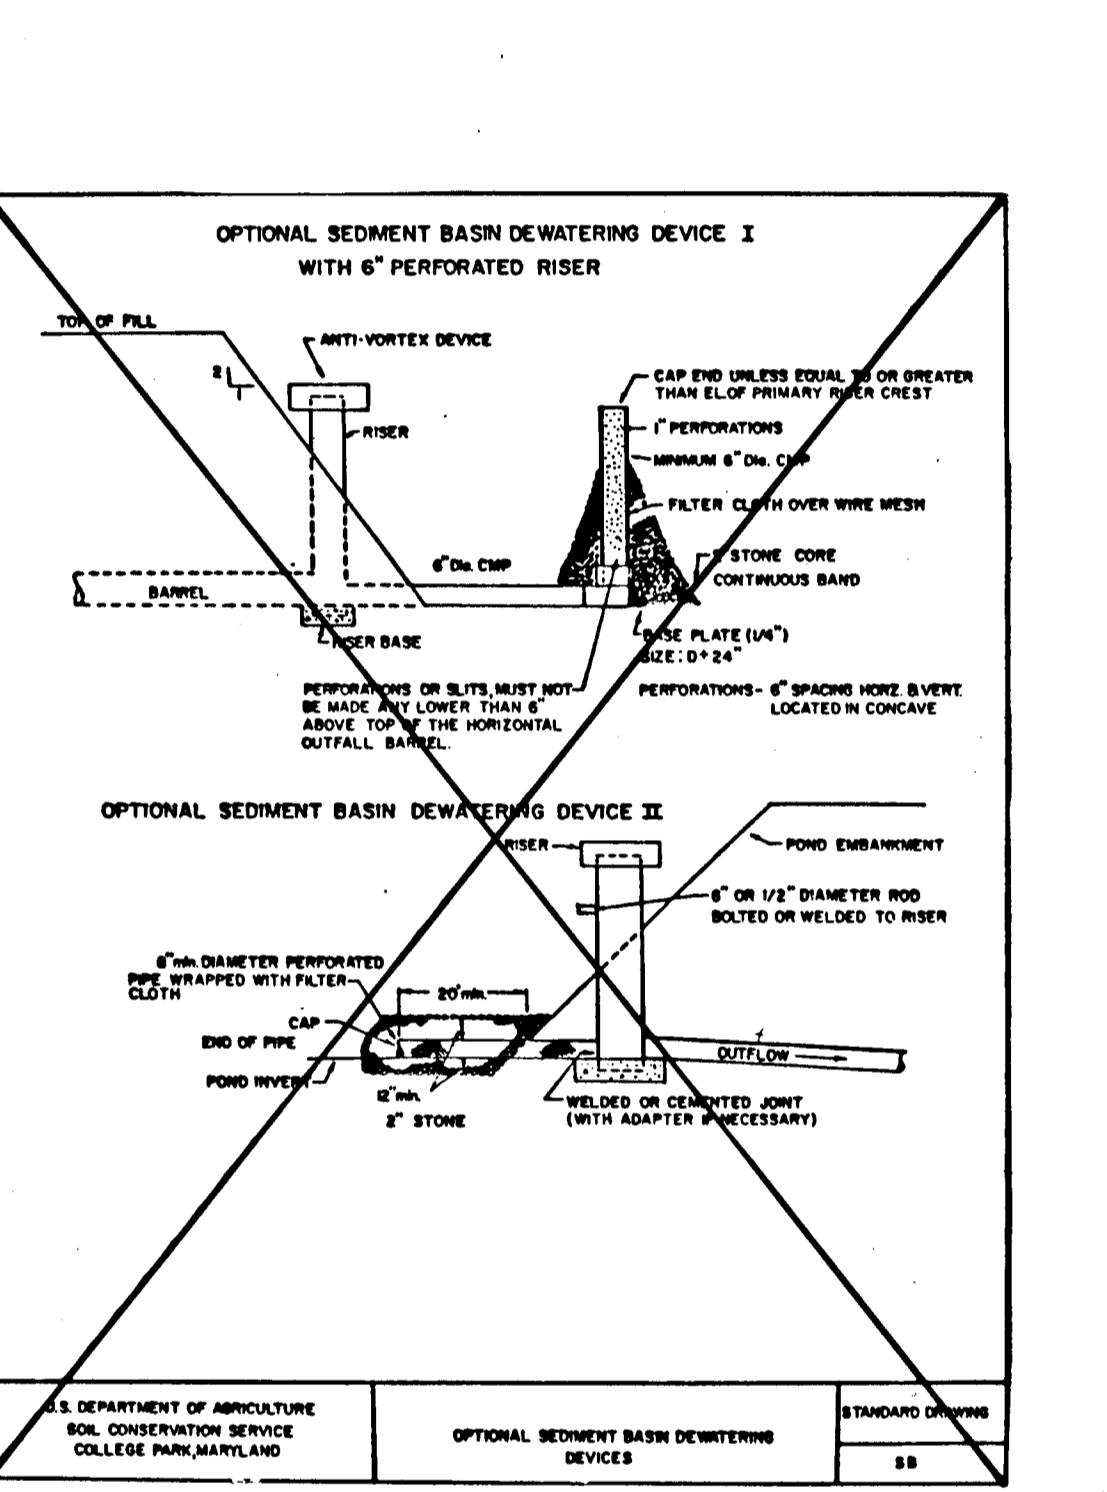 OPTIONAL SEDIMENT BASIN DEWATERING DEVICE I
WITH 6" PERFORATED RISER
TOP OF FILL
ANTI-VORTEX DEVICE
2
RISER
CAP END UNLESS EQUAL TO OR GREATER
THAN EL.OF PRIMARY RISER CREST
1" PERFORATIONS
MINIMUM 6" Dia. CMP
FILTER CLOTH OVER WIRE MESH
6" Dia. CMP
STONE CORE
CONTINUOUS BAND
BARREL
RISER BASE
BASE PLATE (1/4")
SIZE: D+24"
PERFORATIONS OR SLITS, MUST NOT
BE MADE ANY LOWER THAN 6"
ABOVE TOP OF THE HORIZONTAL
OUTFALL BARREL.
PERFORATIONS- 6" SPACING HORZ. & VERT.
LOCATED IN CONCAVE
OPTIONAL SEDIMENT BASIN DEWATERING DEVICE II
RISER
POND EMBANKMENT
6" OR 1/2" DIAMETER ROD
BOLTED OR WELDED TO RISER
min. DIAMETER PERFORATED
PIPE WRAPPED WITH FILTER
CLOTH
20' min.
CAP
END OF PIPE
POND INVERT
OUTFLOW
12" min.
2" STONE
WELDED OR CEMENTED JOINT
(WITH ADAPTER IF NECESSARY)
U.S. DEPARTMENT OF AGRICULTURE
SOIL CONSERVATION SERVICE
COLLEGE PARK, MARYLAND
OPTIONAL SEDIMENT BASIN DEWATERING
DEVICES
STANDARD DRAWING
SB